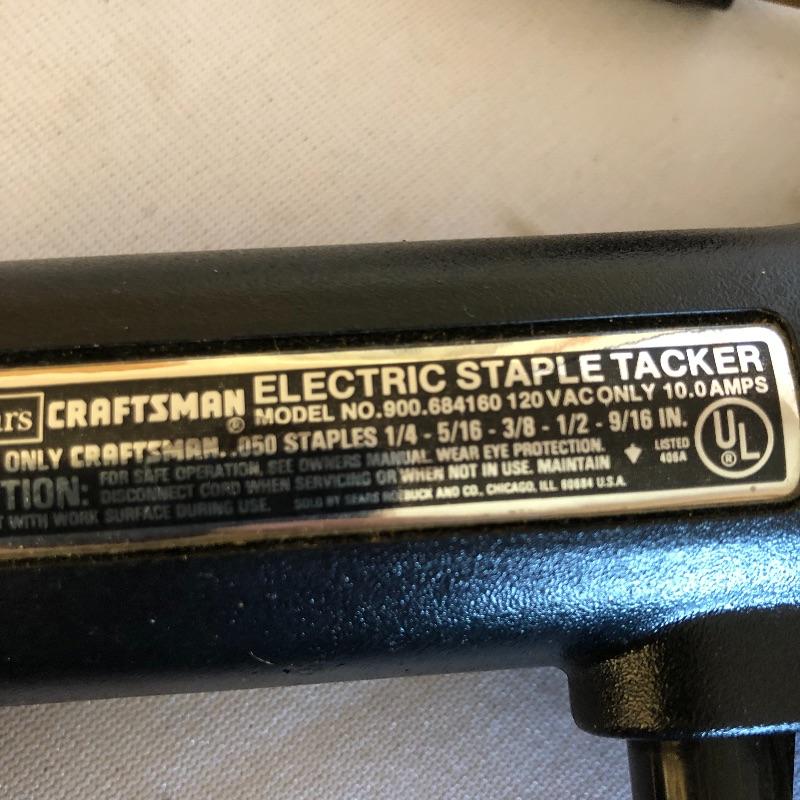 ars CRAFTSMAN® ELECTRIC STAPLE TACKER
MODEL NO.900.684160 120 VAC ONLY 10.0 AMPS
ONLY CRAFTSMAN .050 STAPLES 1/4 - 5/16 - 3/8 - 1/2 - 9/16 IN.
TION: FOR SAFE OPERATION, SEE OWNERS MANUAL. WEAR EYE PROTECTION.
DISCONNECT CORD WHEN SERVICING OR WHEN NOT IN USE. MAINTAIN
T WITH WORK SURFACE DURING USE. SOLD BY SEARS ROEBUCK AND CO., CHICAGO, ILL. 60684 U.S.A.
LISTED
406A
UL®